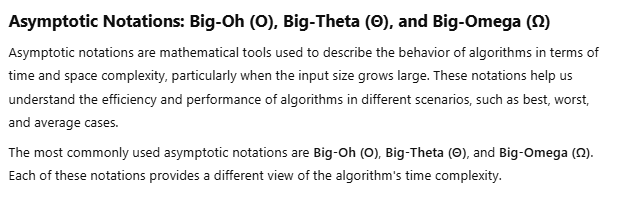 Asymptotic Notations: Big-Oh (O), Big-Theta (Θ), and Big-Omega (Ω)
Asymptotic notations are mathematical tools used to describe the behavior of algorithms in terms of
time and space complexity, particularly when the input size grows large. These notations help us
understand the efficiency and performance of algorithms in different scenarios, such as best, worst,
and average cases.
The most commonly used asymptotic notations are Big-Oh (O), Big-Theta (Θ), and Big-Omega (Ω).
Each of these notations provides a different view of the algorithm's time complexity.